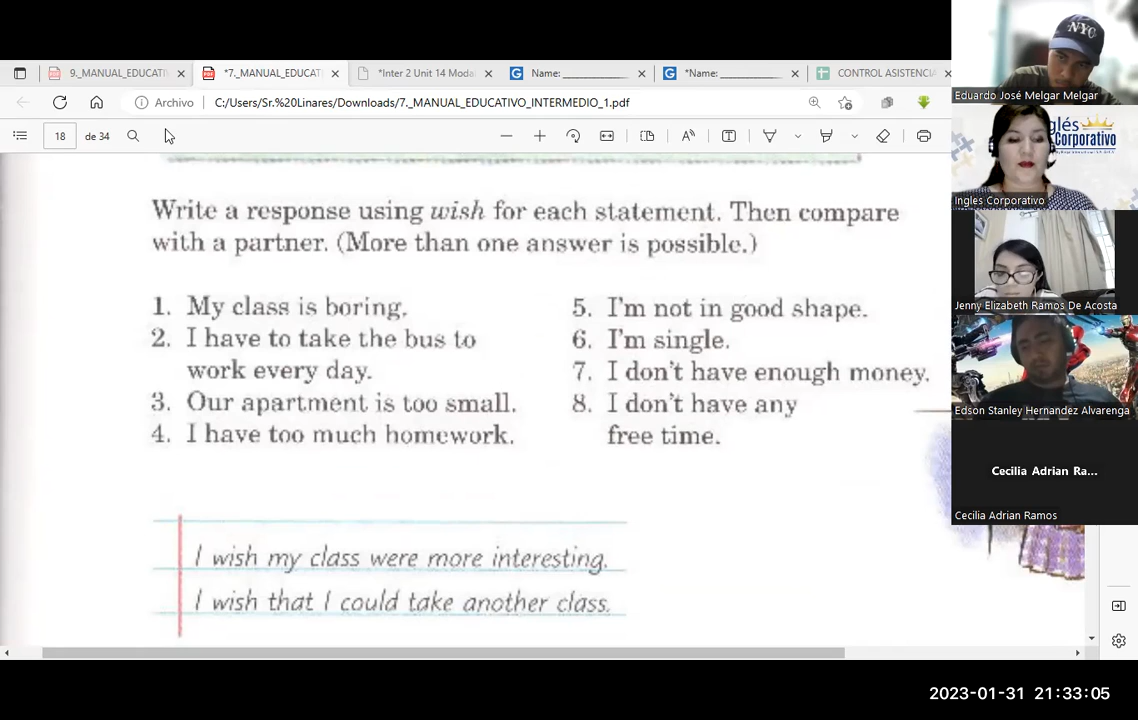 9._MANUAL_EDUCATI
*7._MANUAL_EDUCAT
*Inter 2 Unit 14 Moda
Name: ___________
*Name: ___________
CONTROL ASISTENCIA
Archivo
C:/Users/Sr.%20Linares/Downloads/7._MANUAL_EDUCATIVO_INTERMEDIO_1.pdf
18 de 34
Write a response using wish for each statement. Then compare
with a partner. (More than one answer is possible.)
1. My class is boring.
2. I have to take the bus to
work every day.
3. Our apartment is too small.
4. I have too much homework.
5. I'm not in good shape.
6. I'm single.
7. I don't have enough money.
8. I don't have any
free time.
I wish my class were more interesting.
I wish that I could take another class.
NYC
Eduardo José Melgar Melgar
glés
Corporativo
Ingles Corporativo
Jenny Elizabeth Ramos De Acosta
Edson Stanley Hernandez Alvarenga
Cecilia Adrian Ra...
Cecilia Adrian Ramos
2023-01-31 21:33:05